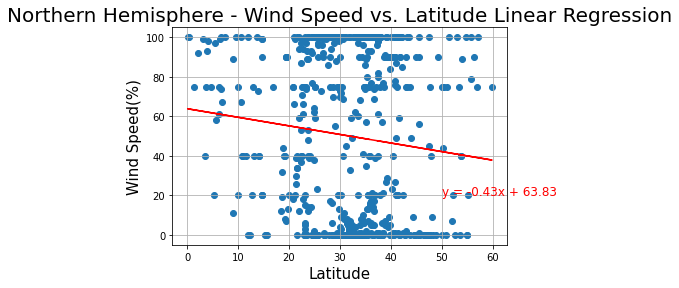 Northern Hemisphere - Wind Speed vs. Latitude Linear Regression
100
80
60
40
20
0
Wind Speed(%)
y = -0.43x + 63.83
0 10 20 30 40 50 60
Latitude